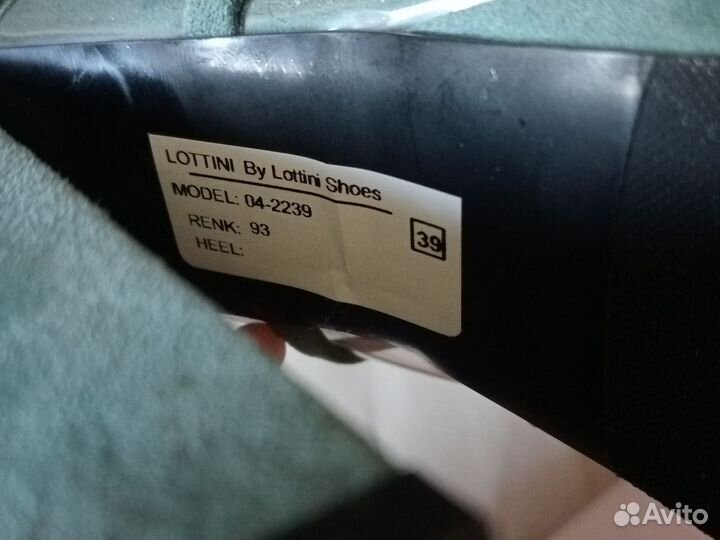 LOTTINI By Lottini Shoes
MODEL: 04-2239
RENK: 93
39
HEEL:
Avito